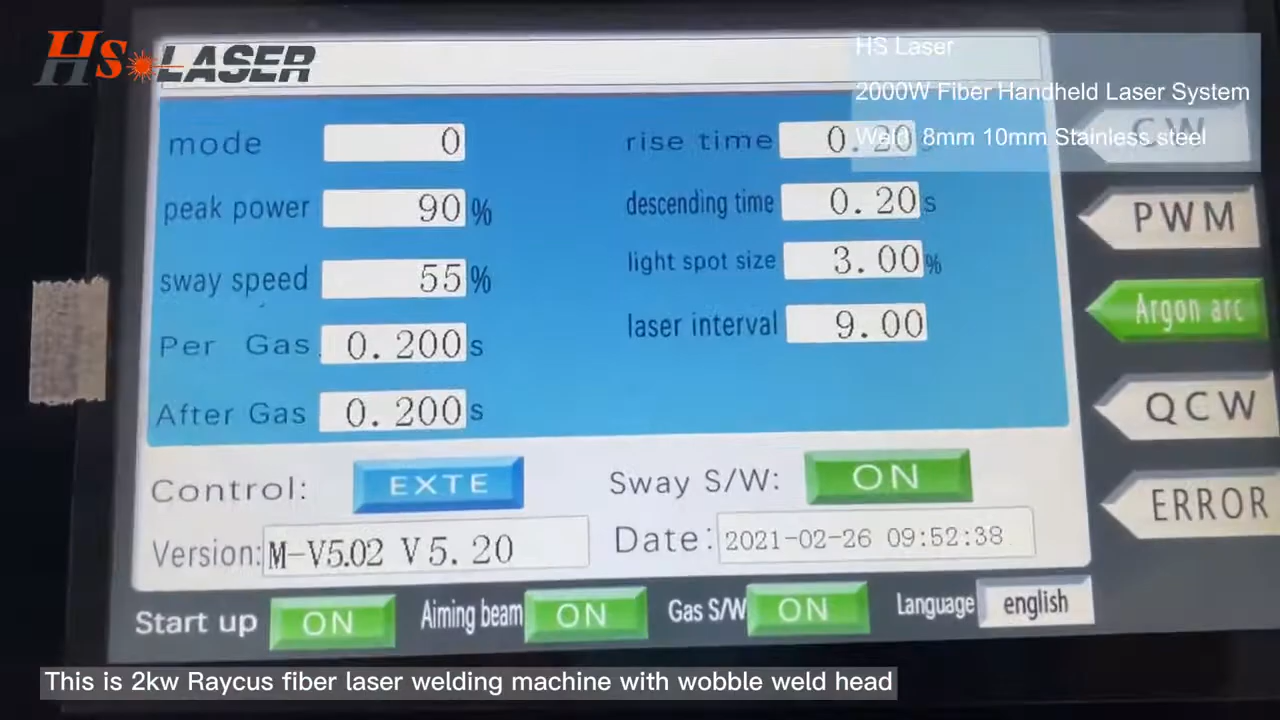 HS LASER
HS Laser
2000W Fiber Handheld Laser System
Weld 8mm 10mm Stainless steel
mode 0
rise time 0.20 s
CW
peak power 90 %
descending time 0.20 s
PWM
sway speed 55 %
light spot size 3.00 %
Argon arc
Per Gas 0.200 s
laser interval 9.00
After Gas 0.200 s
QCW
Control: EXTE
Sway S/W: ON
ERROR
Version: M-V5.02 V5.20
Date: 2021-02-26 09:52:38
Start up ON
Aiming beam ON
Gas S/W ON
Language english
This is 2kw Raycus fiber laser welding machine with wobble weld head